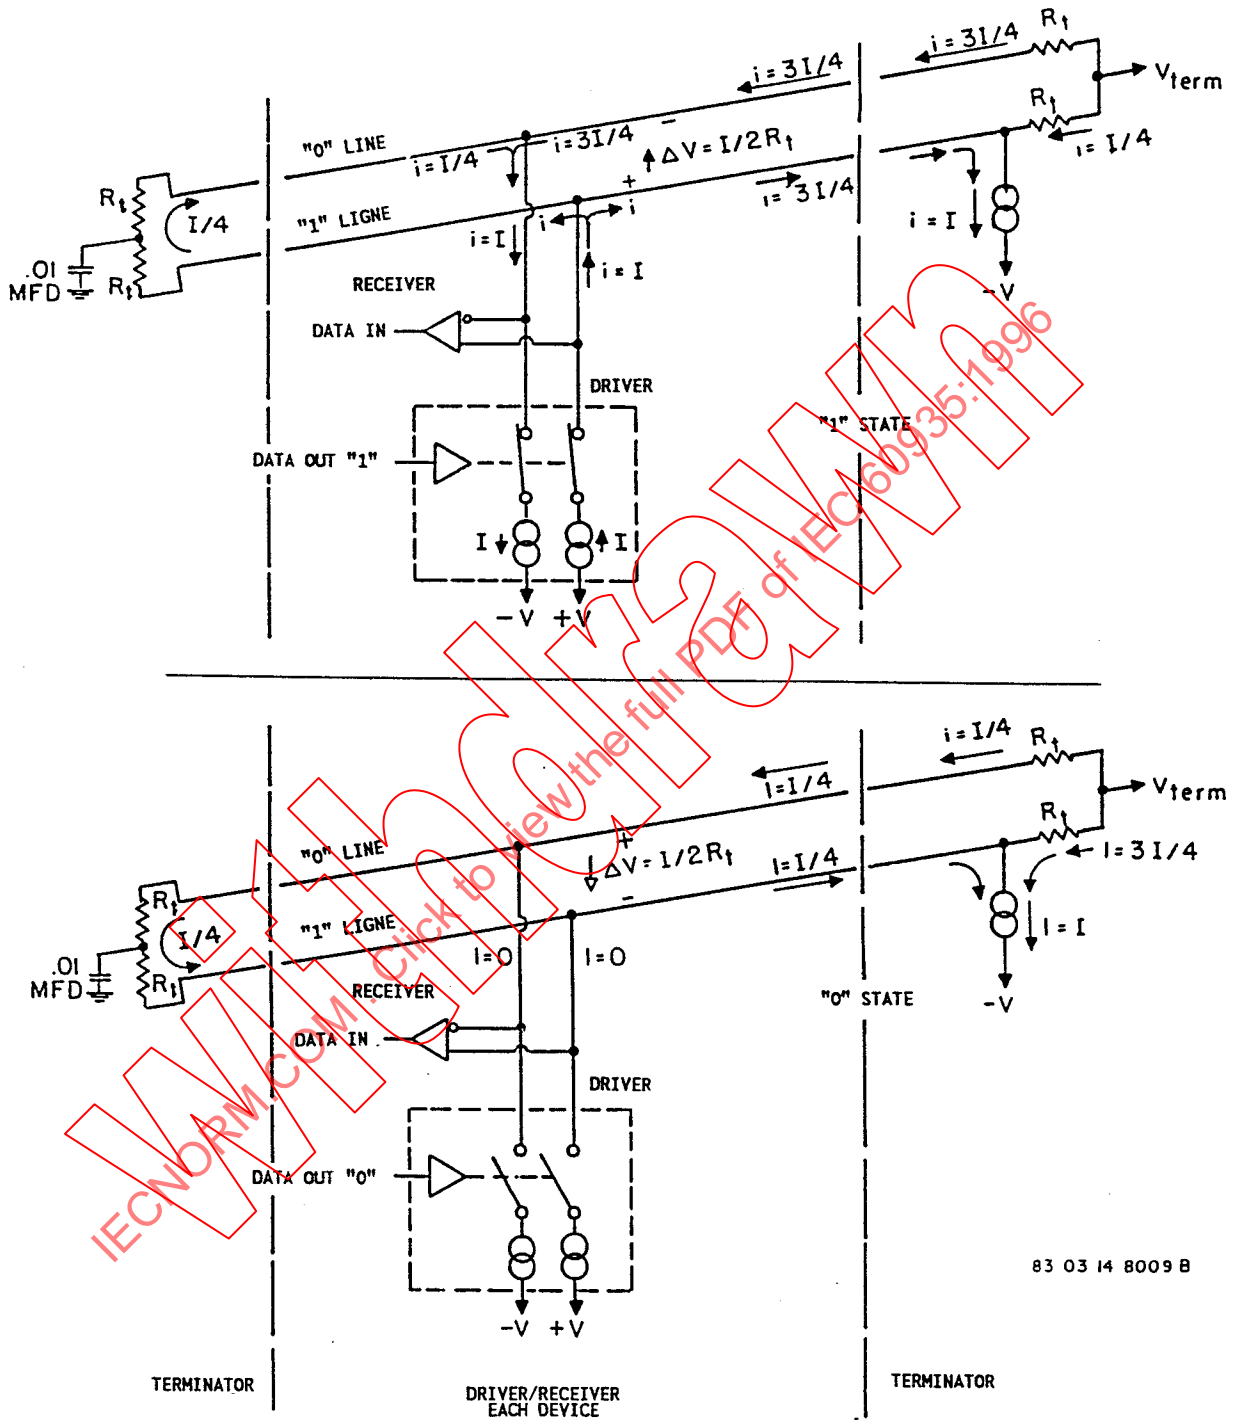 R_t
i = 3I/4
i = 3I/4
V_term
R_t
i = I/4
"0" LINE
i = I/4
i = 3I/4
-
ΔV = I/2 R_t
+
i = 3I/4
R_t
I/4
"1" LIGNE
i = I
i
i
i = I
i = I
-V
.01
MFD
R_t
RECEIVER
DATA IN
DRIVER
"1" STATE
DATA OUT "1"
I
I
-V
+V
i = I/4
R_t
I = I/4
V_term
R_t
I = 3I/4
"0" LINE
+
ΔV = I/2 R_t
I = I/4
-
R_t
I/4
"1" LIGNE
I = 0
I = 0
I = I
-V
.01
MFD
R_t
RECEIVER
"0" STATE
DATA IN
DRIVER
DATA OUT "0"
-V
+V
83 03 14 8009 B
TERMINATOR
DRIVER/RECEIVER
EACH DEVICE
TERMINATOR
Withdrawn
IECNORM.COM : Click to view the full PDF of IEC 60935:1996